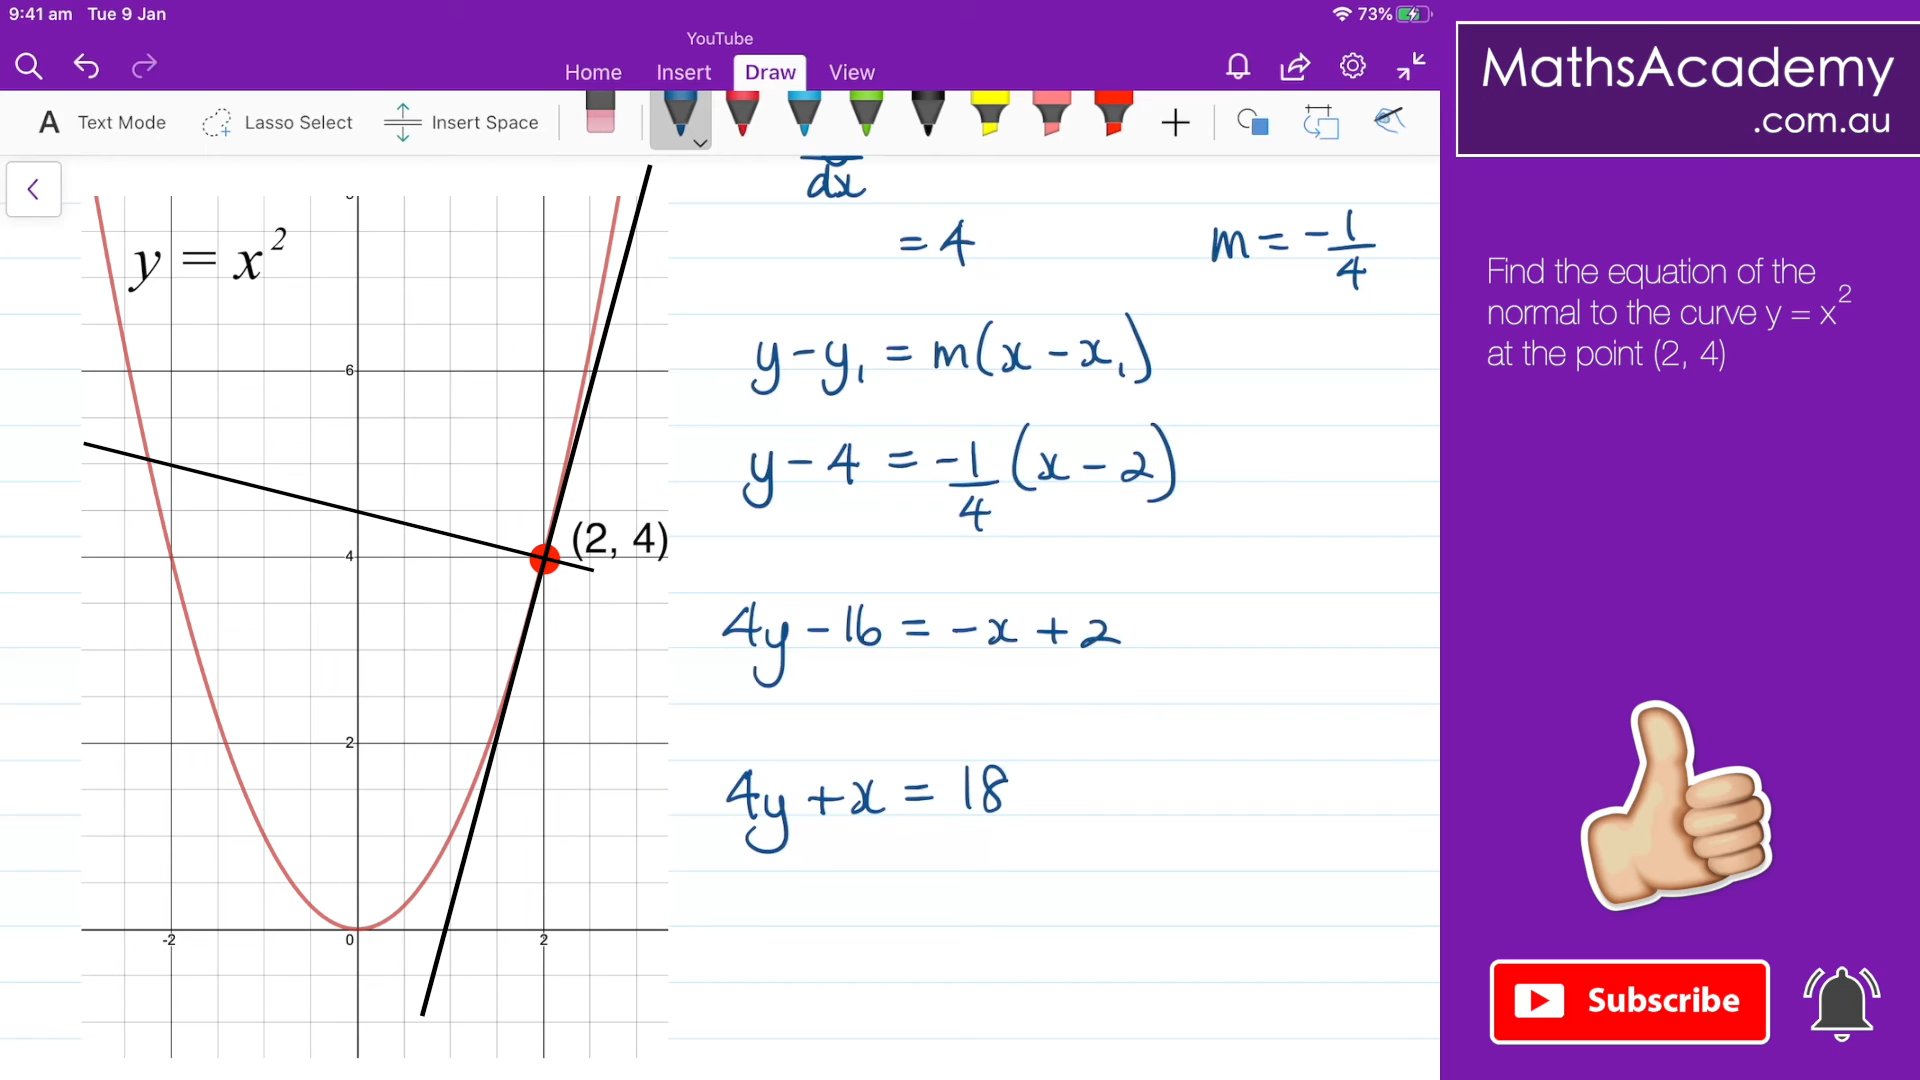 9:41 am Tue 9 Jan
73%
YouTube
Home Insert Draw View
A Text Mode Lasso Select Insert Space
MathsAcademy
.com.au
Find the equation of the
normal to the curve y = x²
at the point (2, 4)
y = x²
6
4
2
-2 0 2
(2, 4)
dx
= 4
m = -1/4
y - y₁ = m(x - x₁)
y - 4 = -1/4 (x - 2)
4y - 16 = -x + 2
4y + x = 18
Subscribe